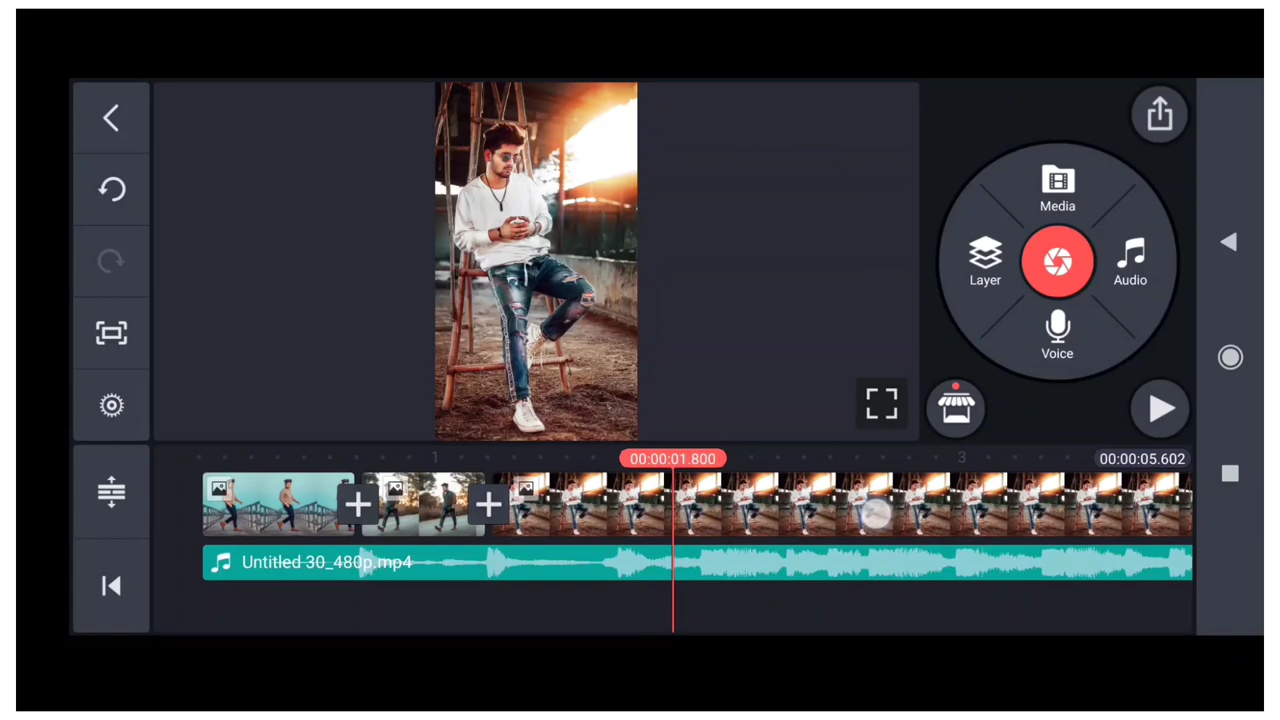 Media
Layer
Audio
Voice
1
00:00:01.800
3
00:00:05.602
Untitled 30_480p.mp4